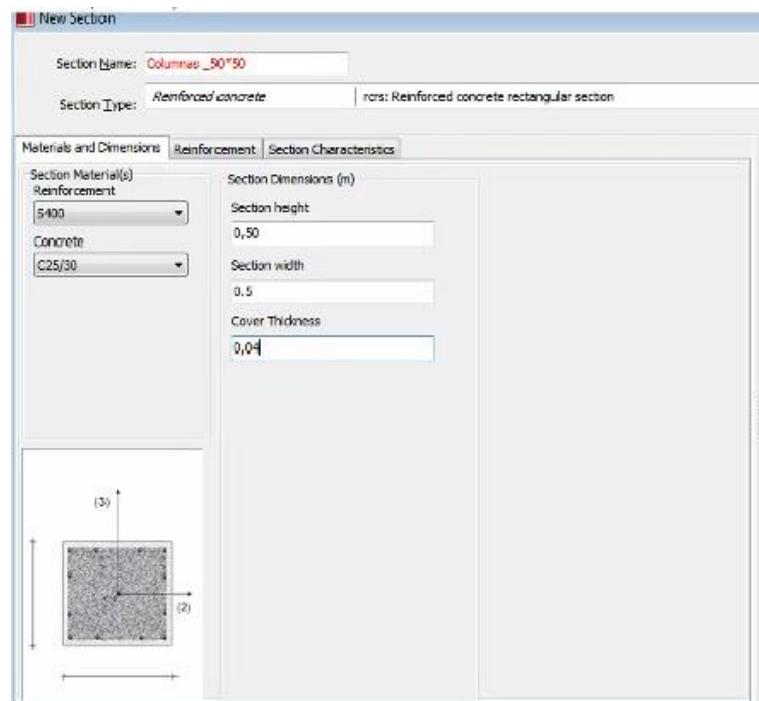 New Section
Section Name: Columnas _50*50
Section Type: Reinforced concrete rcrs: Reinforced concrete rectangular section
Materials and Dimensions Reinforcement Section Characteristics
Section Material(s)
Reinforcement
S400
Concrete
C25/30
Section Dimensions (m)
Section height
0,50
Section width
0.5
Cover Thickness
0,04
(3)
(2)